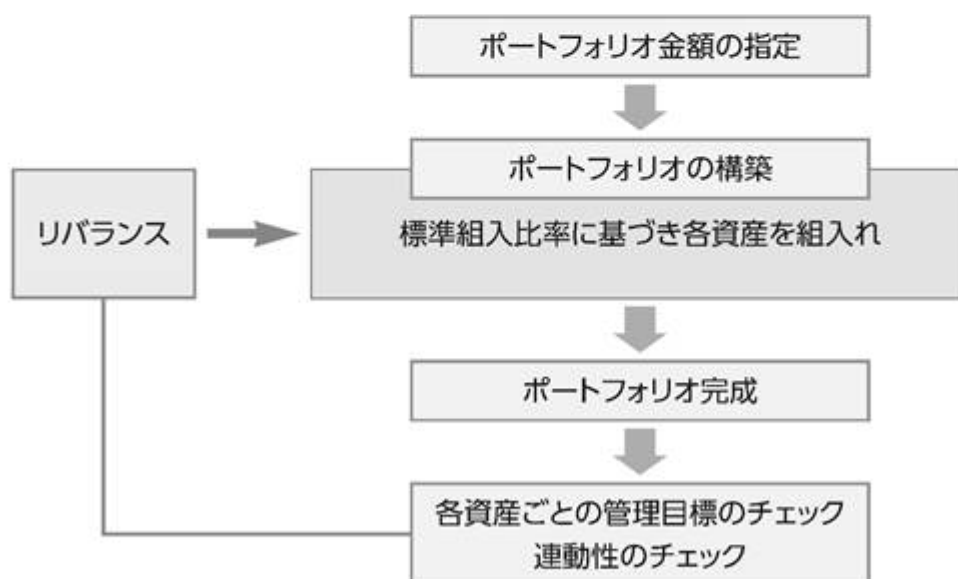 ポートフォリオ金額の指定
ポートフォリオの構築
リバランス
標準組入比率に基づき各資産を組入れ
ポートフォリオ完成
各資産ごとの管理目標のチェック
連動性のチェック